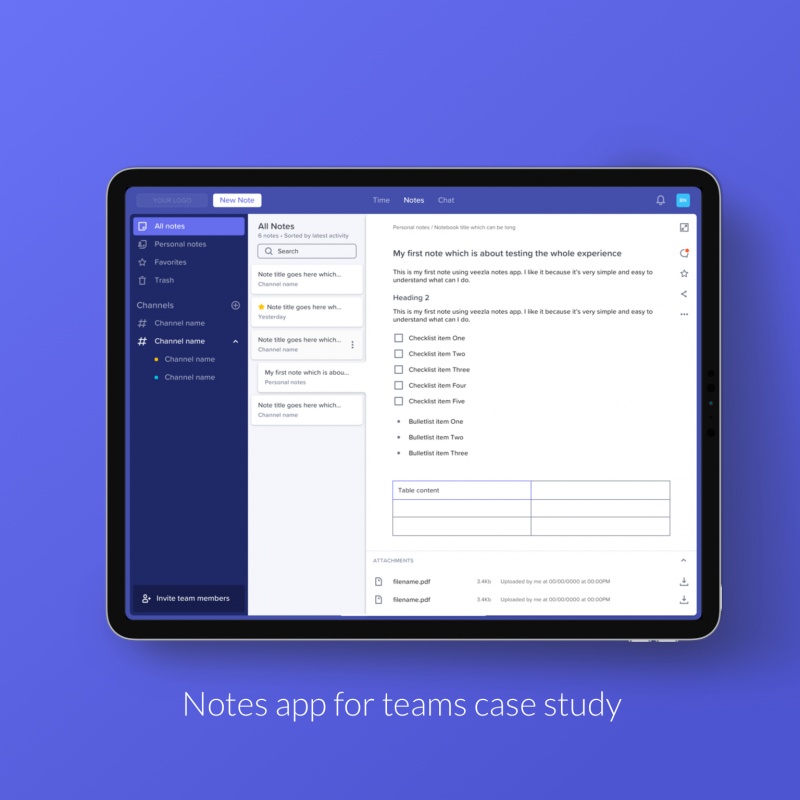 YOUR LOGO
New Note
Time
Notes
Chat
BN
All notes
Personal notes
Favorites
Trash
Channels
Channel name
Channel name
Channel name
Channel name
Invite team members
All Notes
6 notes - Sorted by latest activity
Search
Note title goes here which...
Channel name
Note title goes here wh...
Yesterday
Note title goes here which...
Channel name
My first note which is abou...
Personal notes
Note title goes here which...
Channel name
Personal notes / Notebook title which can be long
My first note which is about testing the whole experience
This is my first note using veezla notes app. I like it because it's very simple and easy to
understand what can I do.
Heading 2
This is my first note using veezla notes app. I like it because it's very simple and easy to
understand what can I do.
Checklist item One
Checklist item Two
Checklist item Three
Checklist item Four
Checklist item Five
Bulletlist item One
Bulletlist item Two
Bulletlist item Three
Table content
ATTACHMENTS
filename.pdf 3.4Kb Uploaded by me at 00/00/0000 at 00:00PM
filename.pdf 3.4Kb Uploaded by me at 00/00/0000 at 00:00PM
Notes app for teams case study